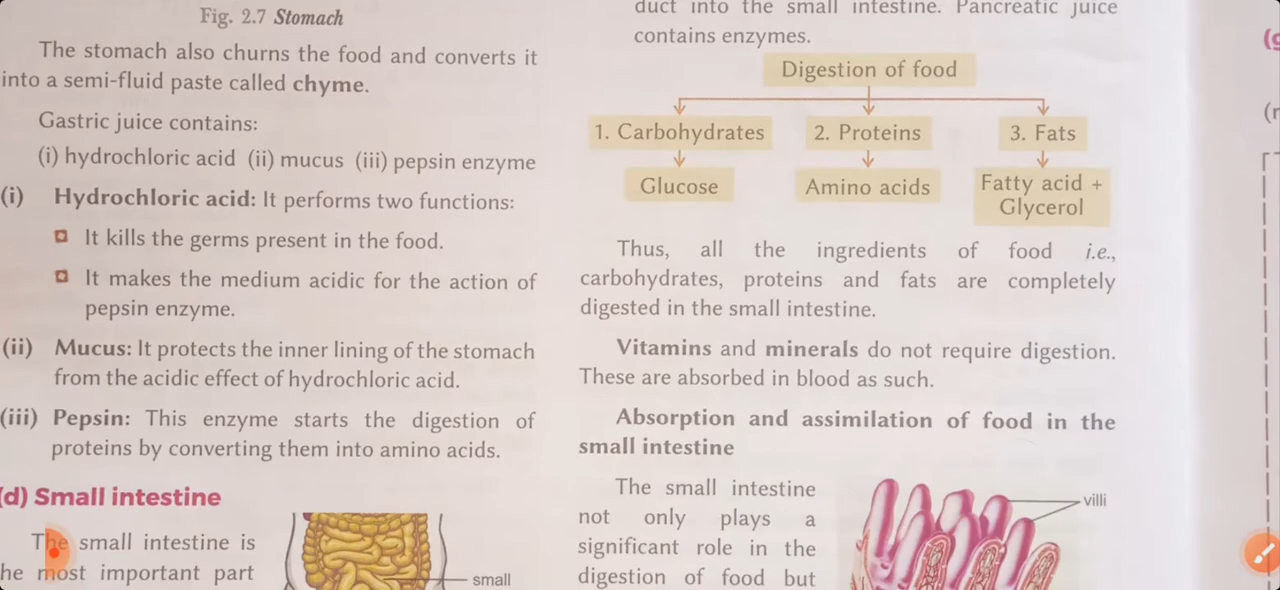 Fig. 2.7 Stomach
The stomach also churns the food and converts it
into a semi-fluid paste called chyme.
Gastric juice contains:
(i) hydrochloric acid (ii) mucus (iii) pepsin enzyme
(i) Hydrochloric acid: It performs two functions:
It kills the germs present in the food.
It makes the medium acidic for the action of
pepsin enzyme.
(ii) Mucus: It protects the inner lining of the stomach
from the acidic effect of hydrochloric acid.
(iii) Pepsin: This enzyme starts the digestion of
proteins by converting them into amino acids.
(d) Small intestine
The small intestine is
he most important part
small
duct into the small intestine. Pancreatic juice
contains enzymes.
Digestion of food
1. Carbohydrates 2. Proteins 3. Fats
Glucose Amino acids Fatty acid +
Glycerol
Thus, all the ingredients of food i.e.,
carbohydrates, proteins and fats are completely
digested in the small intestine.
Vitamins and minerals do not require digestion.
These are absorbed in blood as such.
Absorption and assimilation of food in the
small intestine
The small intestine
not only plays a
significant role in the
digestion of food but
villi